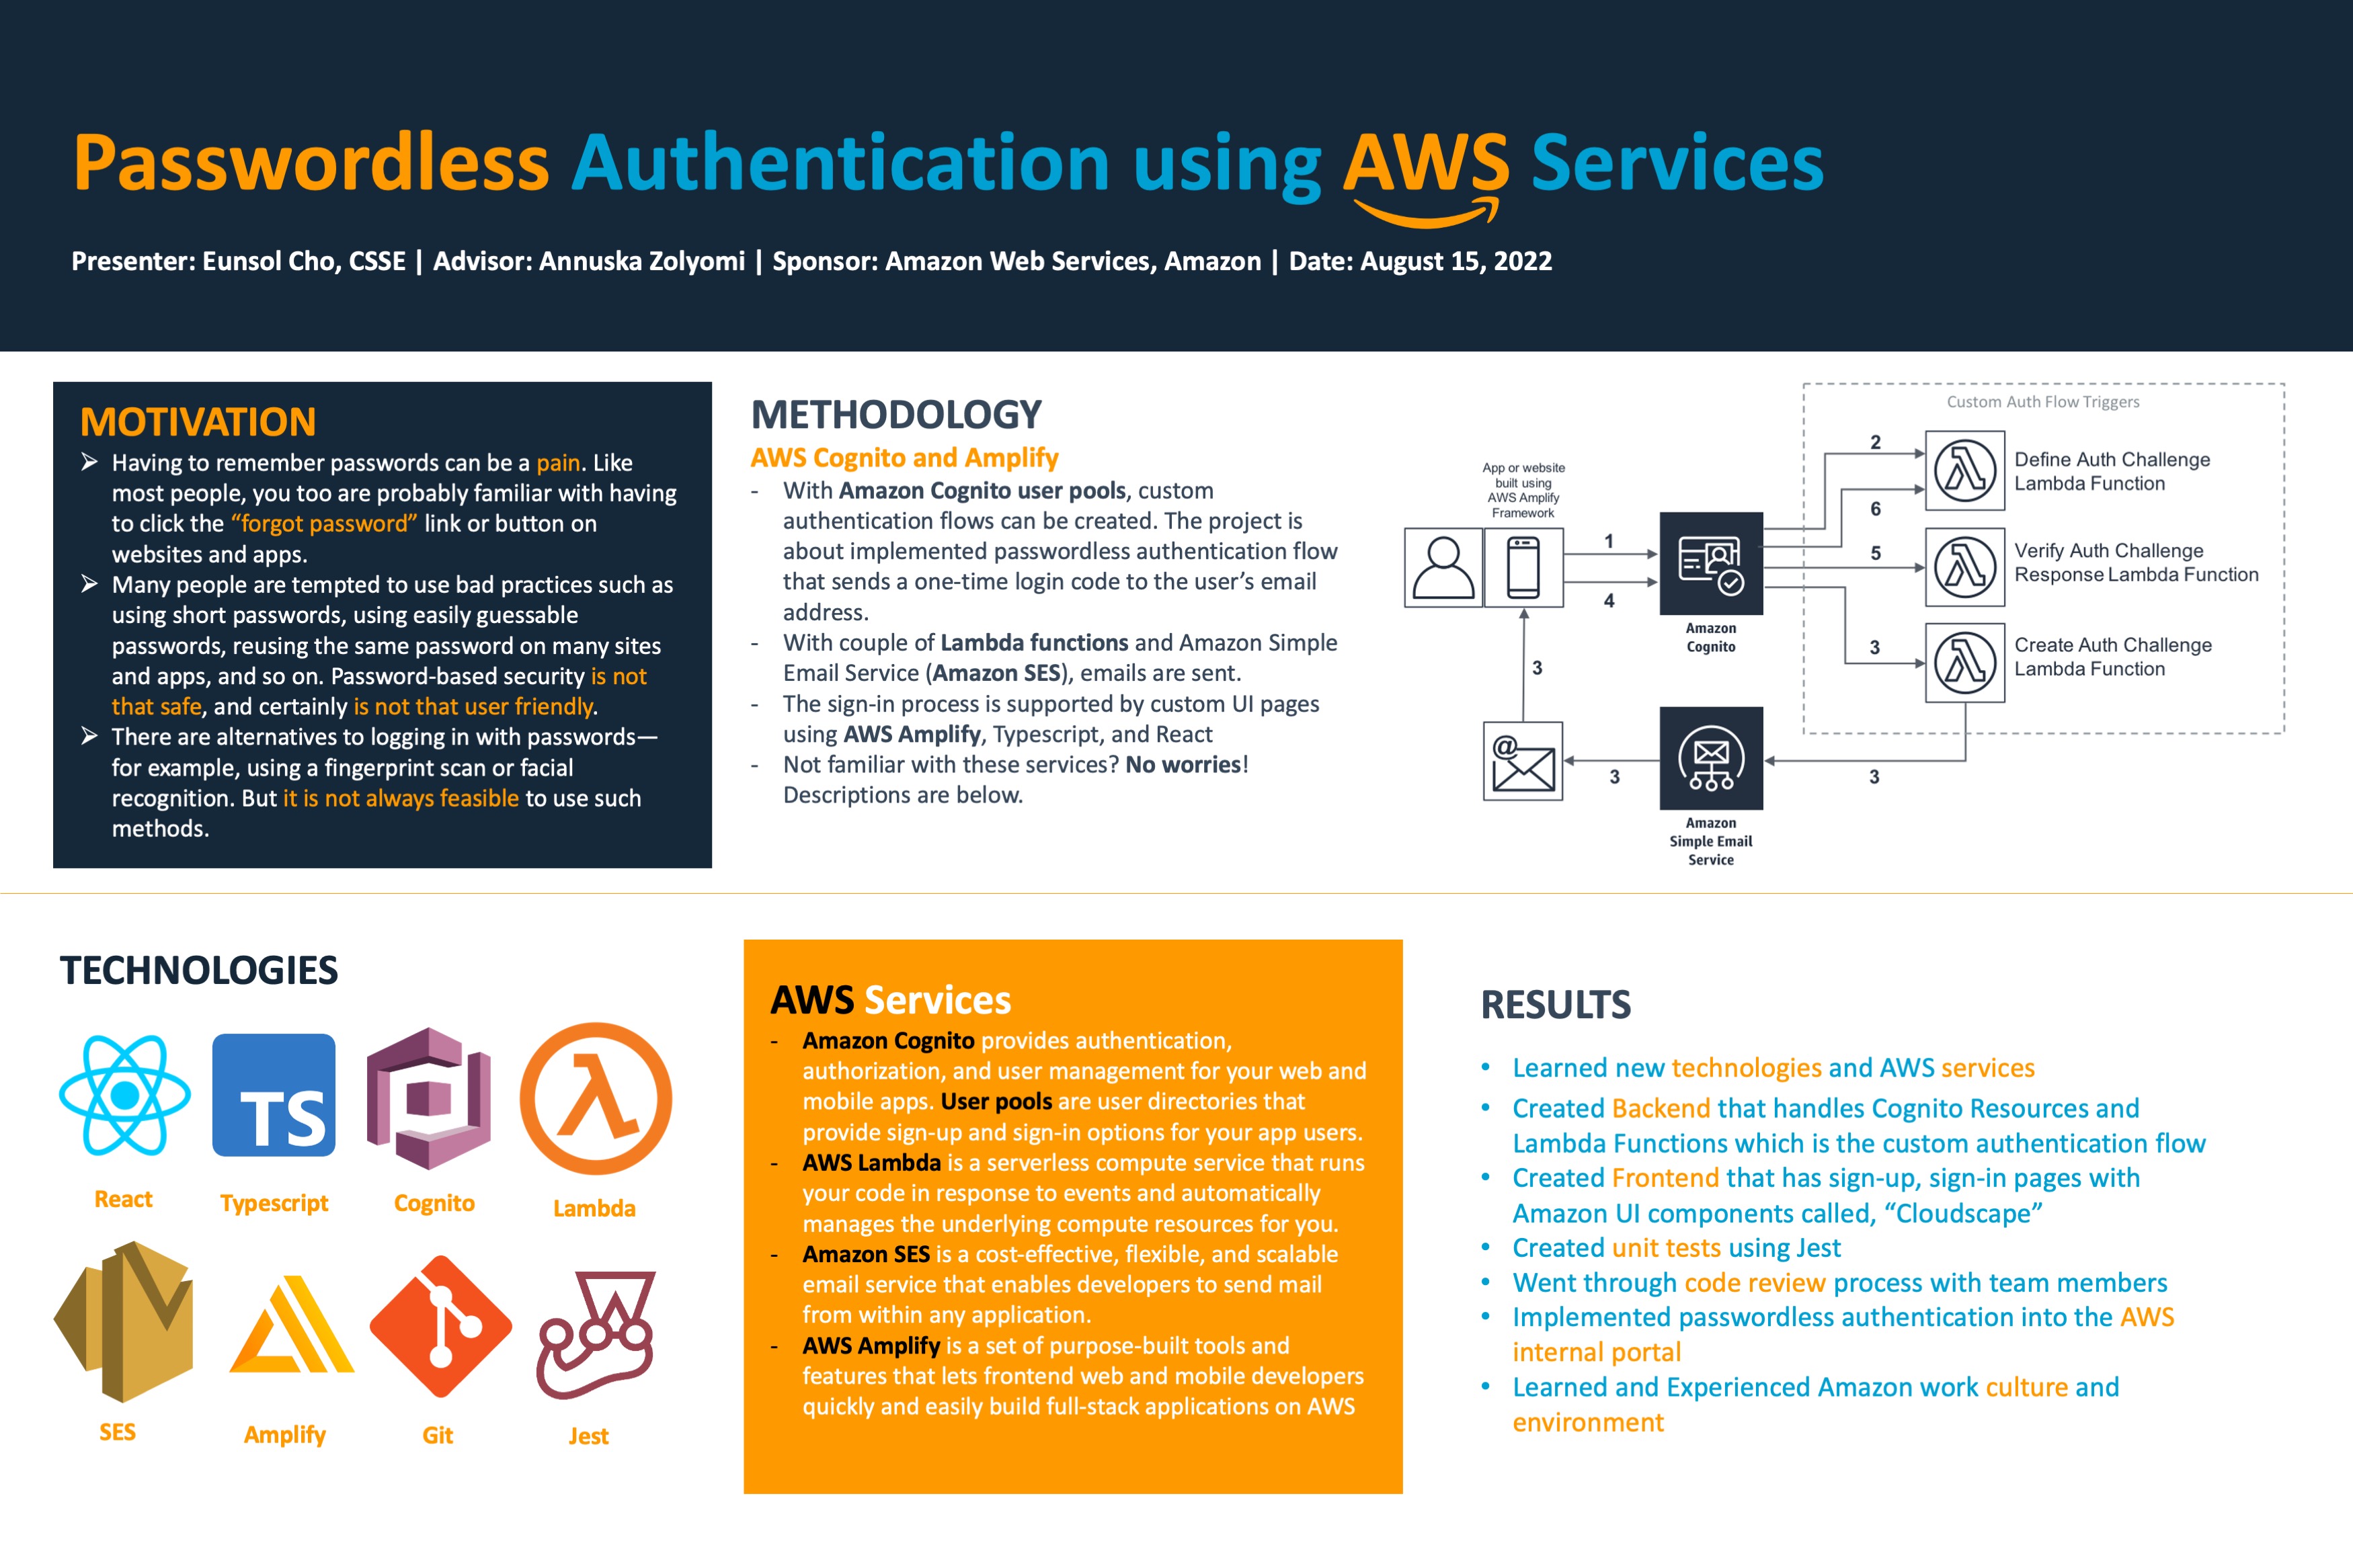 Passwordless Authentication using AWS Services
Presenter: Eunsol Cho, CSSE | Advisor: Annuska Zolyomi | Sponsor: Amazon Web Services, Amazon | Date: August 15, 2022
MOTIVATION
➢ Having to remember passwords can be a pain. Like
most people, you too are probably familiar with having
to click the “forgot password” link or button on
websites and apps.
➢ Many people are tempted to use bad practices such as
using short passwords, using easily guessable
passwords, reusing the same password on many sites
and apps, and so on. Password-based security is not
that safe, and certainly is not that user friendly.
➢ There are alternatives to logging in with passwords—
for example, using a fingerprint scan or facial
recognition. But it is not always feasible to use such
methods.
METHODOLOGY
AWS Cognito and Amplify
- With Amazon Cognito user pools, custom
authentication flows can be created. The project is
about implemented passwordless authentication flow
that sends a one-time login code to the user’s email
address.
- With couple of Lambda functions and Amazon Simple
Email Service (Amazon SES), emails are sent.
- The sign-in process is supported by custom UI pages
using AWS Amplify, Typescript, and React
- Not familiar with these services? No worries!
Descriptions are below.
App or website
built using
AWS Amplify
Framework
1
4
3
@
3
Amazon
Cognito
Amazon
Simple Email
Service
Custom Auth Flow Triggers
2
6
5
3
3
Define Auth Challenge
Lambda Function
Verify Auth Challenge
Response Lambda Function
Create Auth Challenge
Lambda Function
TECHNOLOGIES
TS
React
Typescript
Cognito
Lambda
SES
Amplify
Git
Jest
AWS Services
- Amazon Cognito provides authentication,
authorization, and user management for your web and
mobile apps. User pools are user directories that
provide sign-up and sign-in options for your app users.
- AWS Lambda is a serverless compute service that runs
your code in response to events and automatically
manages the underlying compute resources for you.
- Amazon SES is a cost-effective, flexible, and scalable
email service that enables developers to send mail
from within any application.
- AWS Amplify is a set of purpose-built tools and
features that lets frontend web and mobile developers
quickly and easily build full-stack applications on AWS
RESULTS
• Learned new technologies and AWS services
• Created Backend that handles Cognito Resources and
Lambda Functions which is the custom authentication flow
• Created Frontend that has sign-up, sign-in pages with
Amazon UI components called, “Cloudscape”
• Created unit tests using Jest
• Went through code review process with team members
• Implemented passwordless authentication into the AWS
internal portal
• Learned and Experienced Amazon work culture and
environment